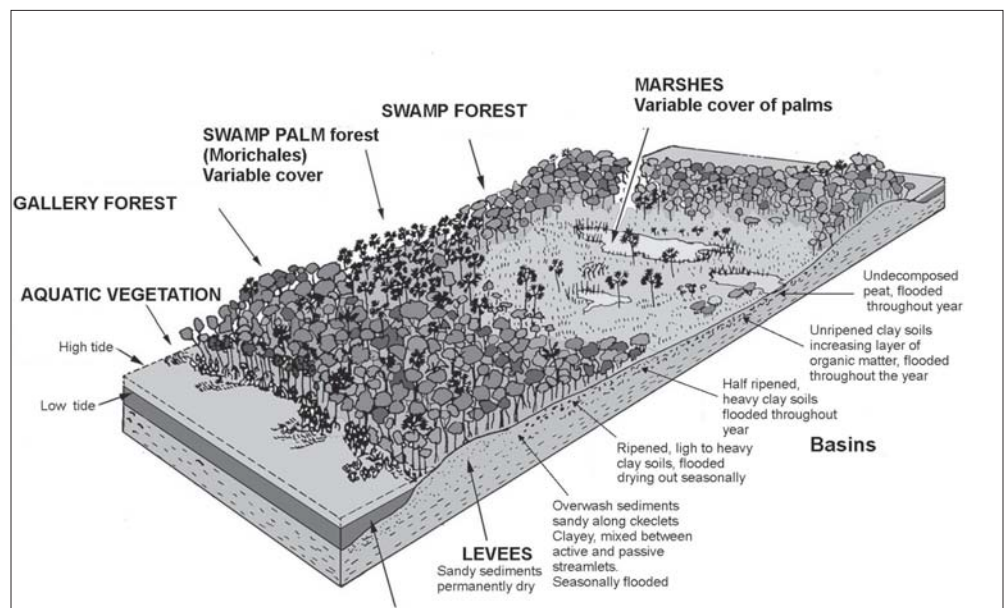 MARSHES
Variable cover of palms
SWAMP FOREST
SWAMP PALM forest
(Morichales)
Variable cover
GALLERY FOREST
AQUATIC VEGETATION
High tide
Low tide
Undecomposed
peat, flooded
throughout year
Unripened clay soils
increasing layer of
organic matter, flooded
throughout the year
Half ripened,
heavy clay soils
flooded throughout
year
Basins
Ripened, ligh to heavy
clay soils, flooded
drying out seasonally
Overwash sediments
sandy along ckeclets
Clayey, mixed between
active and passive
streamlets.
Seasonally flooded
LEVEES
Sandy sediments
permanently dry